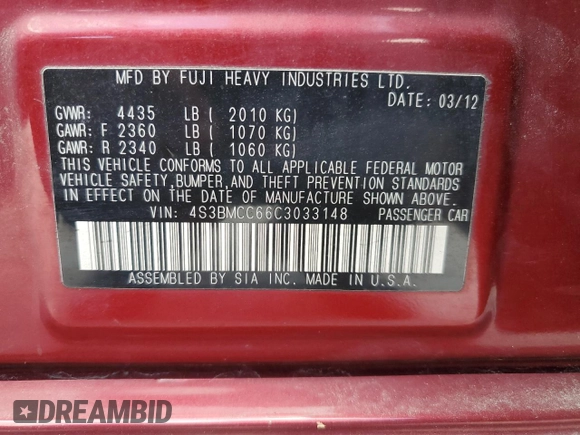 MFD BY FUJI HEAVY INDUSTRIES LTD.
DATE: 03/12
GVWR: 4435 LB ( 2010 KG)
GAWR: F 2360 LB ( 1070 KG)
GAWR: R 2340 LB ( 1060 KG)
THIS VEHICLE CONFORMS TO ALL APPLICABLE FEDERAL MOTOR
VEHICLE SAFETY,BUMPER,AND THEFT PREVENTION STANDARDS
IN EFFECT ON THE DATE OF MANUFACTURE SHOWN ABOVE.
VIN: 4S3BMCC66C3033148 PASSENGER CAR
ASSEMBLED BY SIA INC. MADE IN U.S.A.
DREAMBID